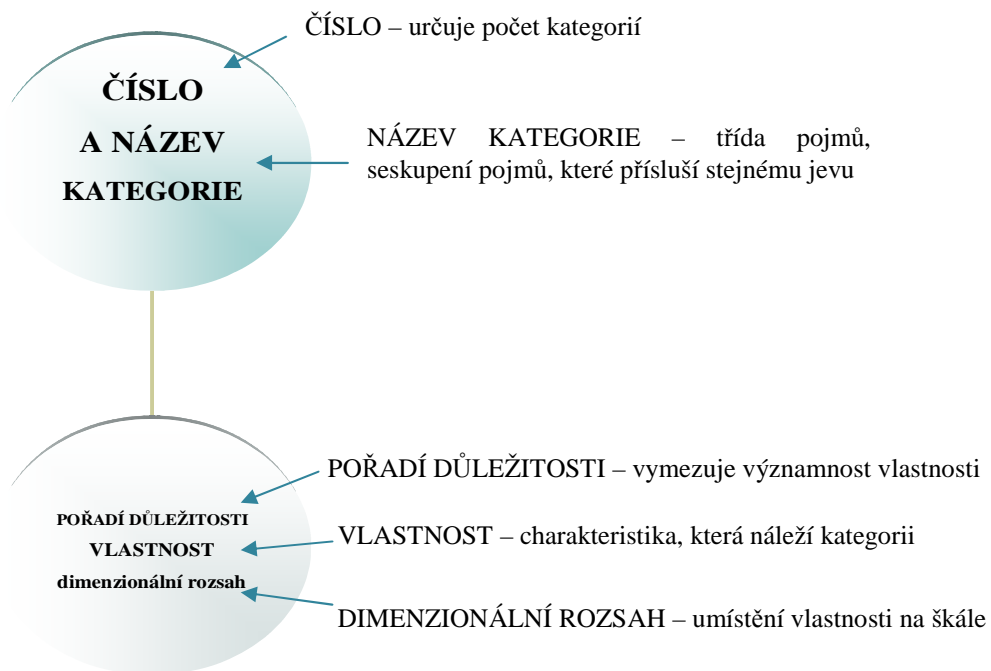 ČÍSLO – určuje počet kategorií
ČÍSLO
A NÁZEV
KATEGORIE
NÁZEV KATEGORIE – třída pojmů,
seskupení pojmů, které přísluší stejnému jevu
POŘADÍ DŮLEŽITOSTI – vymezuje významnost vlastnosti
POŘADÍ DŮLEŽITOSTI
VLASTNOST
dimenzionální rozsah
VLASTNOST – charakteristika, která náleží kategorii
DIMENZIONÁLNÍ ROZSAH – umístění vlastnosti na škále